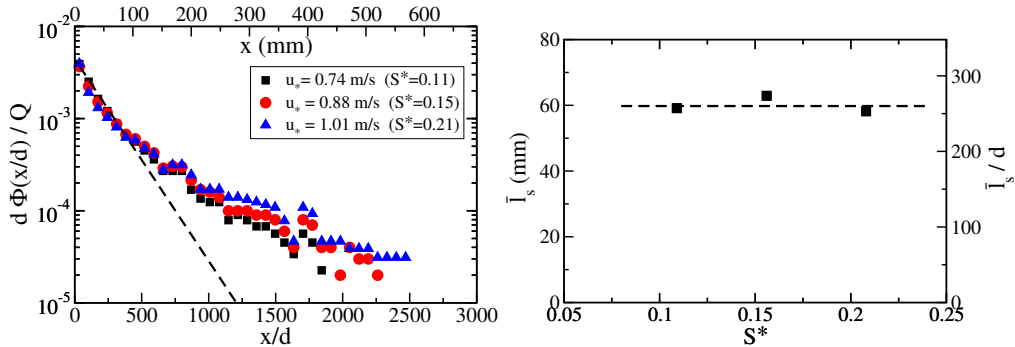 0 100 200 300 400 500 600
x (mm)
10⁻²
10⁻³
10⁻⁴
10⁻⁵
d Φ(x/d) / Q
u* = 0.74 m/s (S*=0.11)
u* = 0.88 m/s (S*=0.15)
u* = 1.01 m/s (S*=0.21)
0 500 1000 1500 2000 2500 3000
x/d
80
60
40
20
0
l̄ₛ (mm)
300
200
100
0
l̄ₛ / d
0.05 0.1 0.15 0.2 0.25
S*